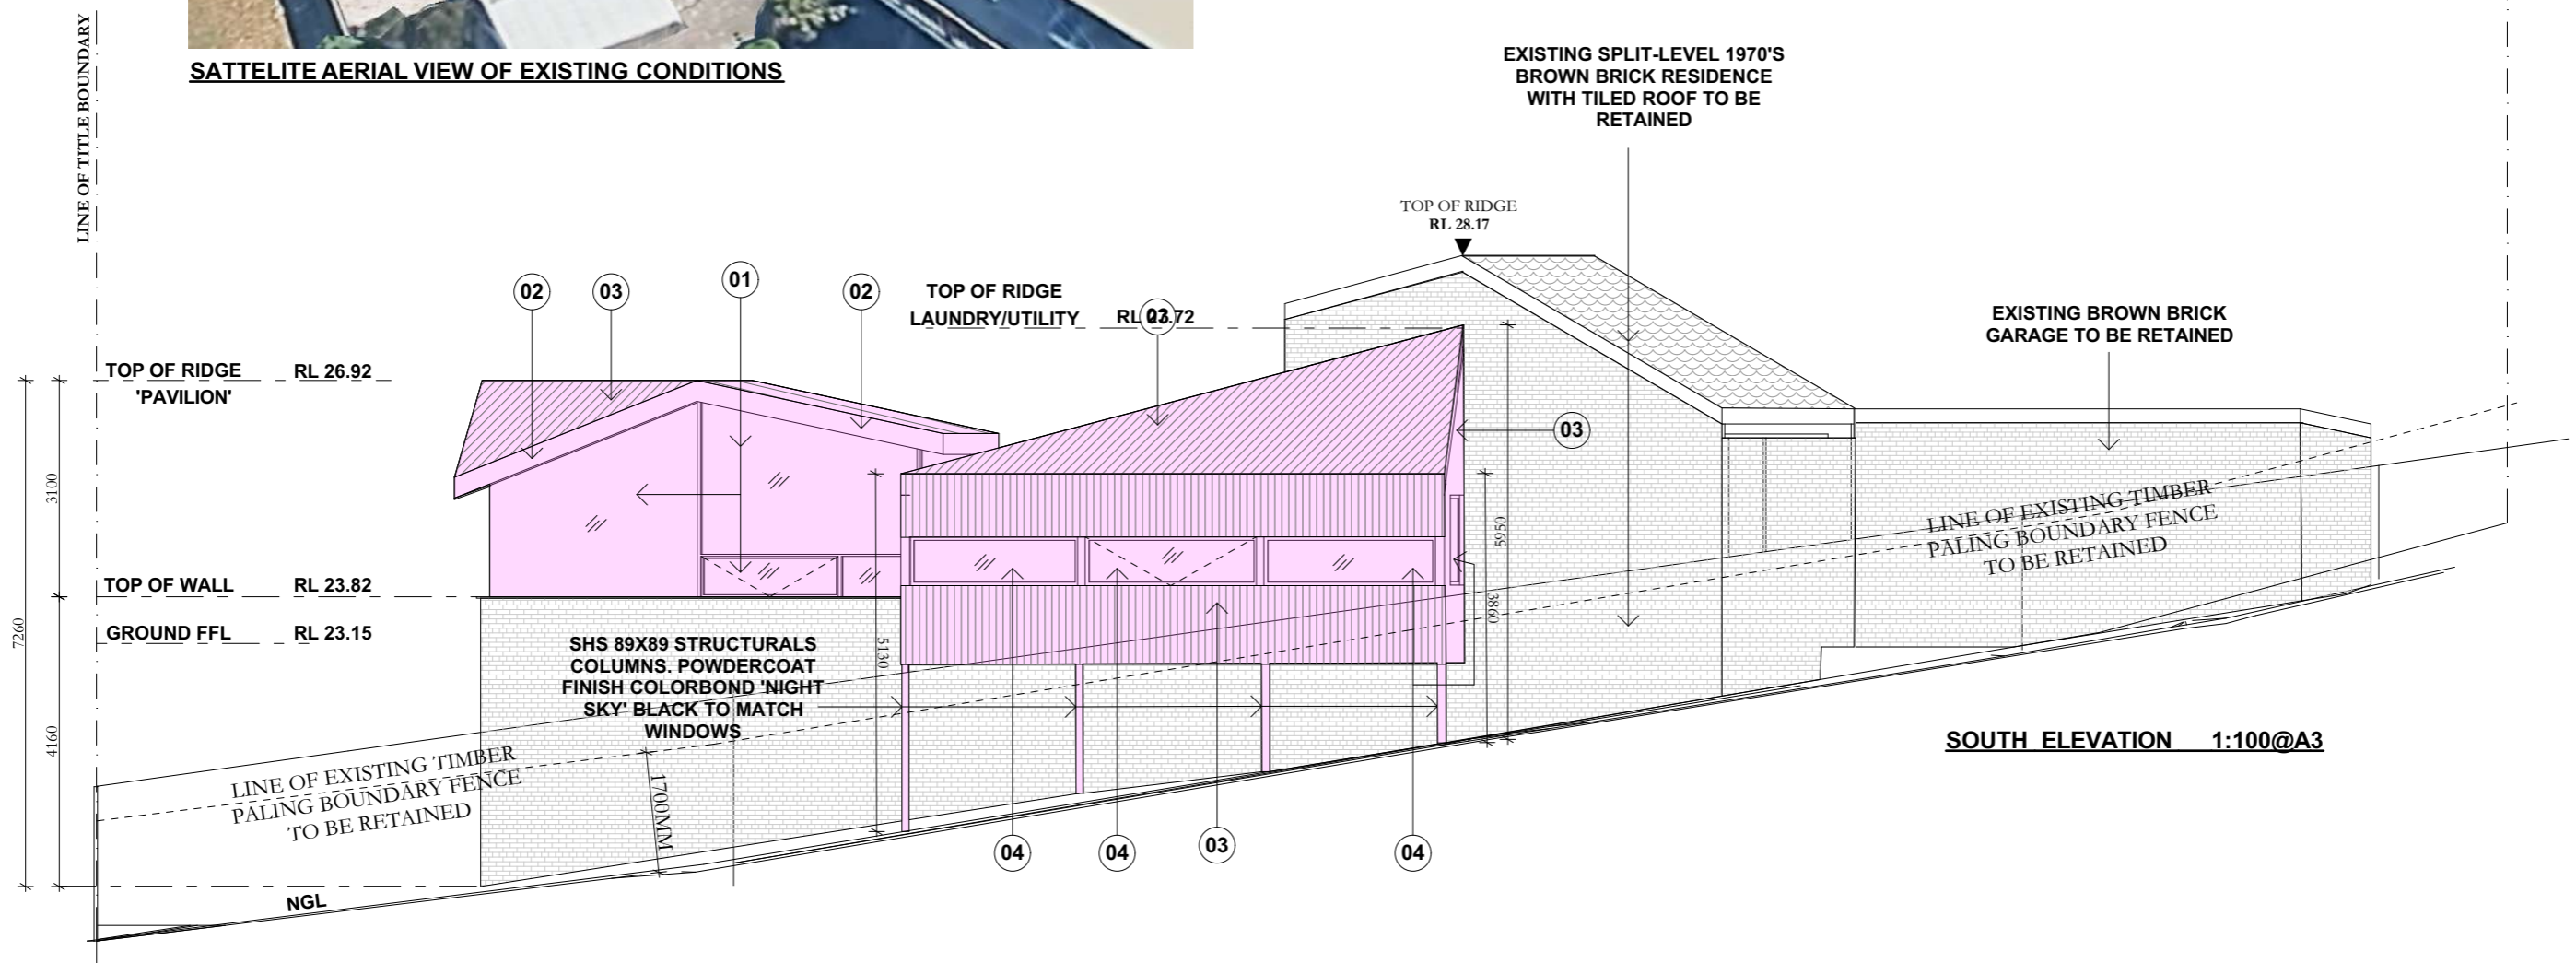 LINE OF TITLE BOUNDARY
SATTELITE AERIAL VIEW OF EXISTING CONDITIONS
EXISTING SPLIT-LEVEL 1970'S
BROWN BRICK RESIDENCE
WITH TILED ROOF TO BE
RETAINED
TOP OF RIDGE
RL 28.17
02
03
01
02
TOP OF RIDGE
LAUNDRY/UTILITY
EXISTING BROWN BRICK
GARAGE TO BE RETAINED
TOP OF RIDGE RL 26.92
'PAVILION'
03
3100
5950
LINE OF EXISTING TIMBER
PALING BOUNDARY FENCE
TO BE RETAINED
TOP OF WALL RL 23.82
GROUND FFL RL 23.15
7260
3860
5130
SHS 89X89 STRUCTURALS
COLUMNS. POWDERCOAT
FINISH COLORBOND 'NIGHT
SKY' BLACK TO MATCH
WINDOWS
4160
SOUTH ELEVATION 1:100@A3
LINE OF EXISTING TIMBER
PALING BOUNDARY FENCE
TO BE RETAINED
1700MM
04
04
03
04
NGL